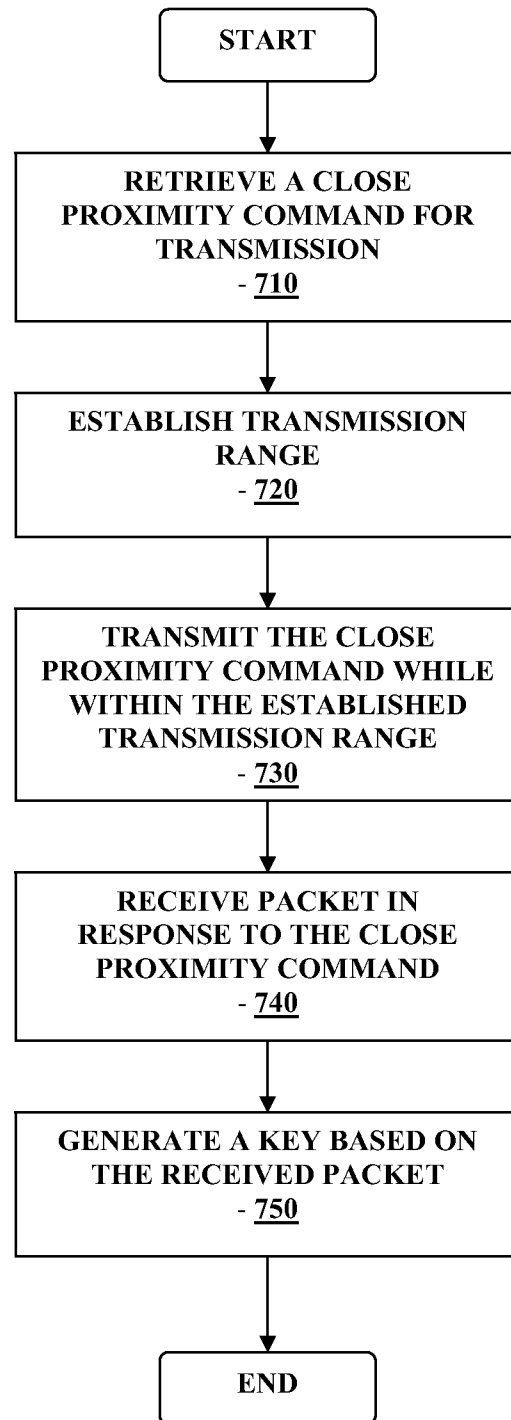 START
RETRIEVE A CLOSE
PROXIMITY COMMAND FOR
TRANSMISSION
- 710
ESTABLISH TRANSMISSION
RANGE
- 720
TRANSMIT THE CLOSE
PROXIMITY COMMAND WHILE
WITHIN THE ESTABLISHED
TRANSMISSION RANGE
- 730
RECEIVE PACKET IN
RESPONSE TO THE CLOSE
PROXIMITY COMMAND
- 740
GENERATE A KEY BASED ON
THE RECEIVED PACKET
- 750
END